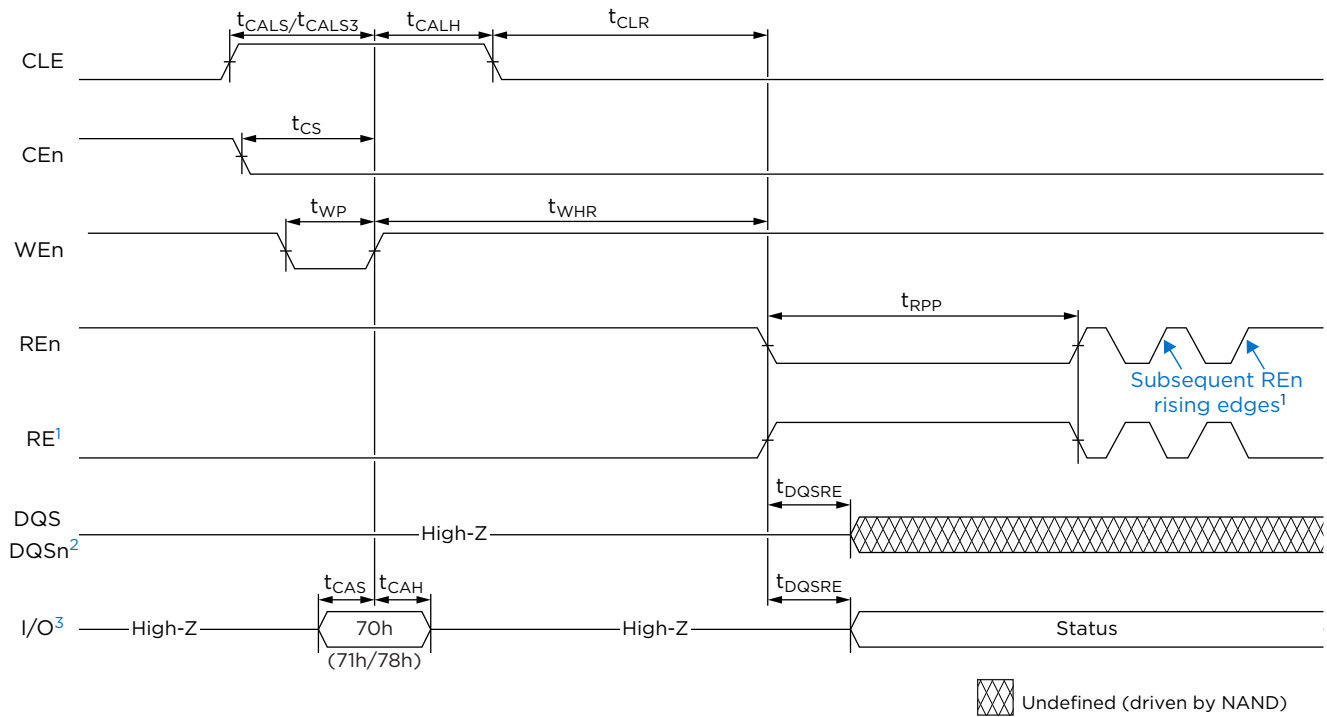 tCALS/tCALS3 tCALH tCLR
CLE
tCS
CEn
tWP tWHR
WEn
tRPP
REn
Subsequent REn
rising edges1
RE1
tDQSRE
DQS
High-Z
DQSn2
tCAS tCAH tDQSRE
I/O3 High-Z 70h High-Z Status
(71h/78h)
Undefined (driven by NAND)